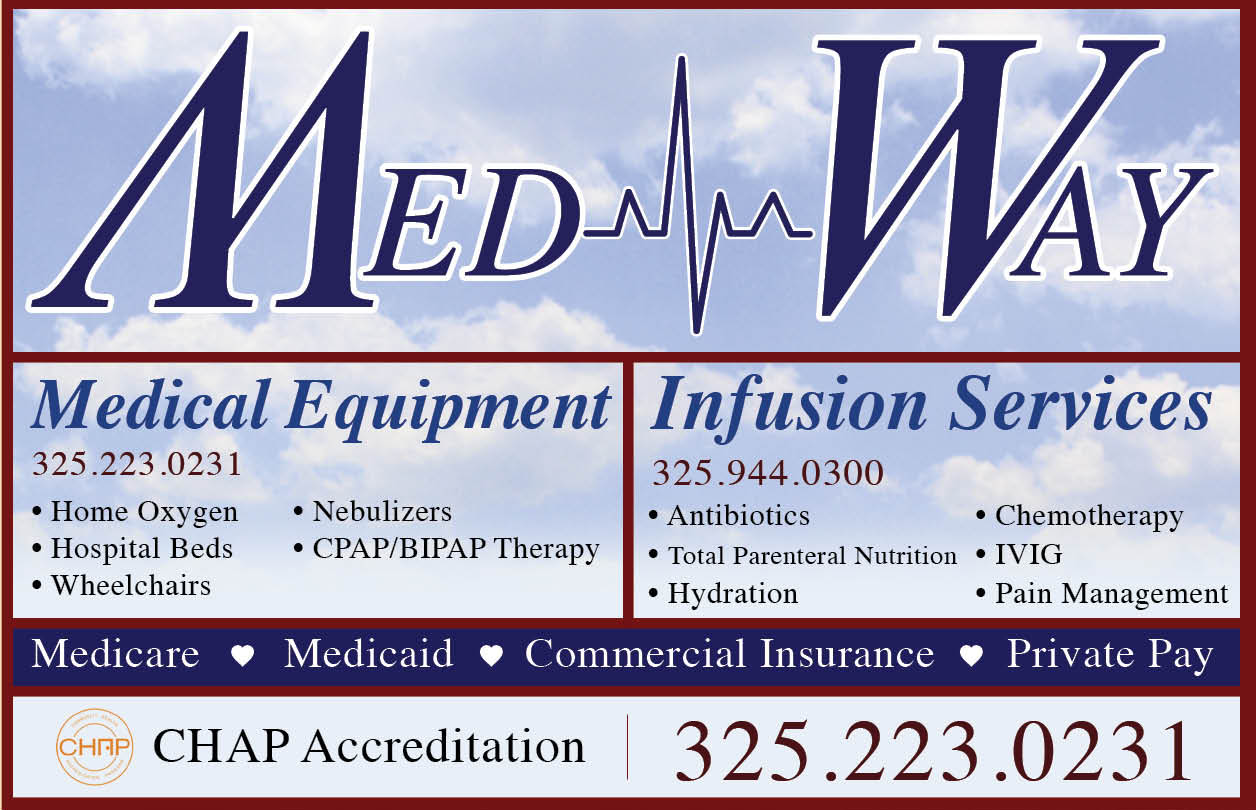 MED WAY
Medical Equipment
325.223.0231
• Home Oxygen
• Hospital Beds
• Wheelchairs
• Nebulizers
• CPAP/BIPAP Therapy
Infusion Services
325.944.0300
• Antibiotics
• Total Parenteral Nutrition
• Hydration
• Chemotherapy
• IVIG
• Pain Management
Medicare ♥ Medicaid ♥ Commercial Insurance ♥ Private Pay
CHAP
CHAP Accreditation
325.223.0231